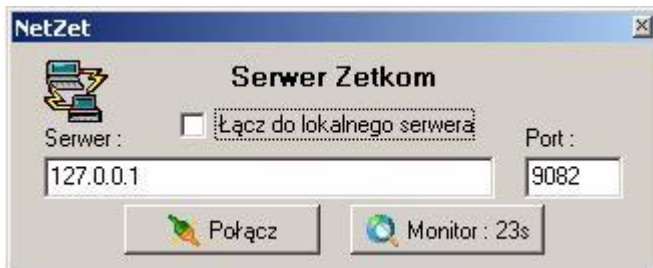 NetZet
Serwer Zetkom
Łącz do lokalnego serwera
Serwer :
Port :
127.0.0.1
9082
Połącz
Monitor : 23s